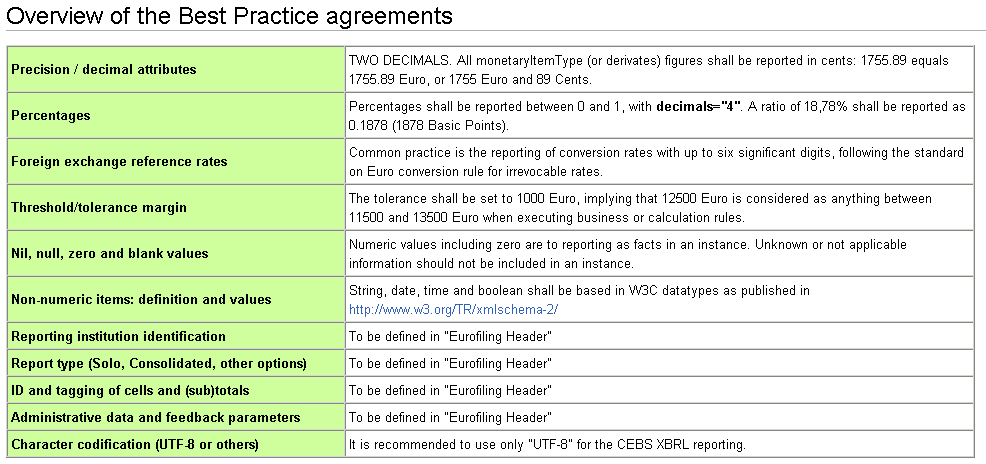 Overview of the Best Practice agreements
Precision / decimal attributes
TWO DECIMALS. All monetaryItemType (or derivates) figures shall be reported in cents: 1755.89 equals
1755.89 Euro, or 1755 Euro and 89 Cents.
Percentages
Percentages shall be reported between 0 and 1, with decimals="4". A ratio of 18,78% shall be reported as
0.1878 (1878 Basic Points).
Foreign exchange reference rates
Common practice is the reporting of conversion rates with up to six significant digits, following the standard
on Euro conversion rule for irrevocable rates.
Threshold/tolerance margin
The tolerance shall be set to 1000 Euro, implying that 12500 Euro is considered as anything between
11500 and 13500 Euro when executing business or calculation rules.
Nil, null, zero and blank values
Numeric values including zero are to reporting as facts in an instance. Unknown or not applicable
information should not be included in an instance.
Non-numeric items: definition and values
String, date, time and boolean shall be based in W3C datatypes as published in
http://www.w3.org/TR/xmlschema-2/
Reporting institution identification
To be defined in "Eurofiling Header"
Report type (Solo, Consolidated, other options)
To be defined in "Eurofiling Header"
ID and tagging of cells and (sub)totals
To be defined in "Eurofiling Header"
Administrative data and feedback parameters
To be defined in "Eurofiling Header"
Character codification (UTF-8 or others)
It is recommended to use only "UTF-8" for the CEBS XBRL reporting.